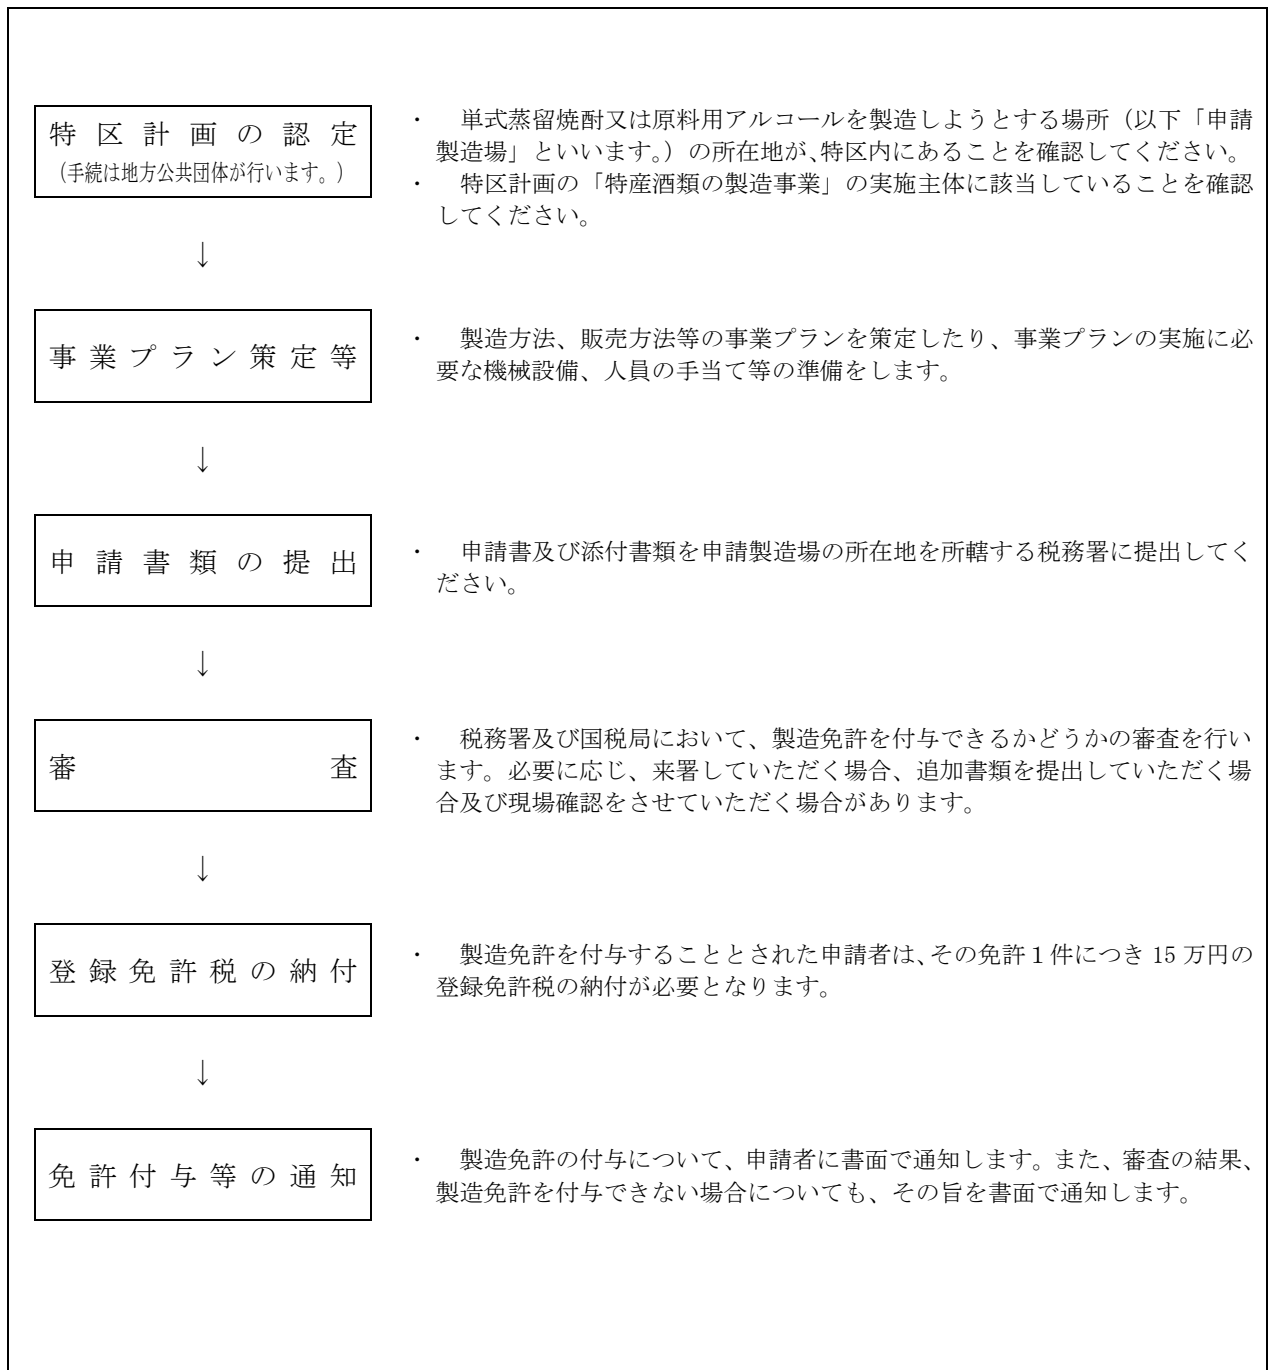 特区計画の認定
（手続は地方公共団体が行います。）
・　単式蒸留焼酎又は原料用アルコールを製造しようとする場所（以下「申請
製造場」といいます。）の所在地が、特区内にあることを確認してください。
・　特区計画の「特産酒類の製造事業」の実施主体に該当していることを確認
してください。
↓
事業プラン策定等
・　製造方法、販売方法等の事業プランを策定したり、事業プランの実施に必
要な機械設備、人員の手当て等の準備をします。
↓
申請書類の提出
・　申請書及び添付書類を申請製造場の所在地を所轄する税務署に提出してく
ださい。
↓
審査
・　税務署及び国税局において、製造免許を付与できるかどうかの審査を行い
ます。必要に応じ、来署していただく場合、追加書類を提出していただく場
合及び現場確認をさせていただく場合があります。
↓
登録免許税の納付
・　製造免許を付与することとされた申請者は、その免許１件につき 15 万円の
登録免許税の納付が必要となります。
↓
免許付与等の通知
・　製造免許の付与について、申請者に書面で通知します。また、審査の結果、
製造免許を付与できない場合についても、その旨を書面で通知します。